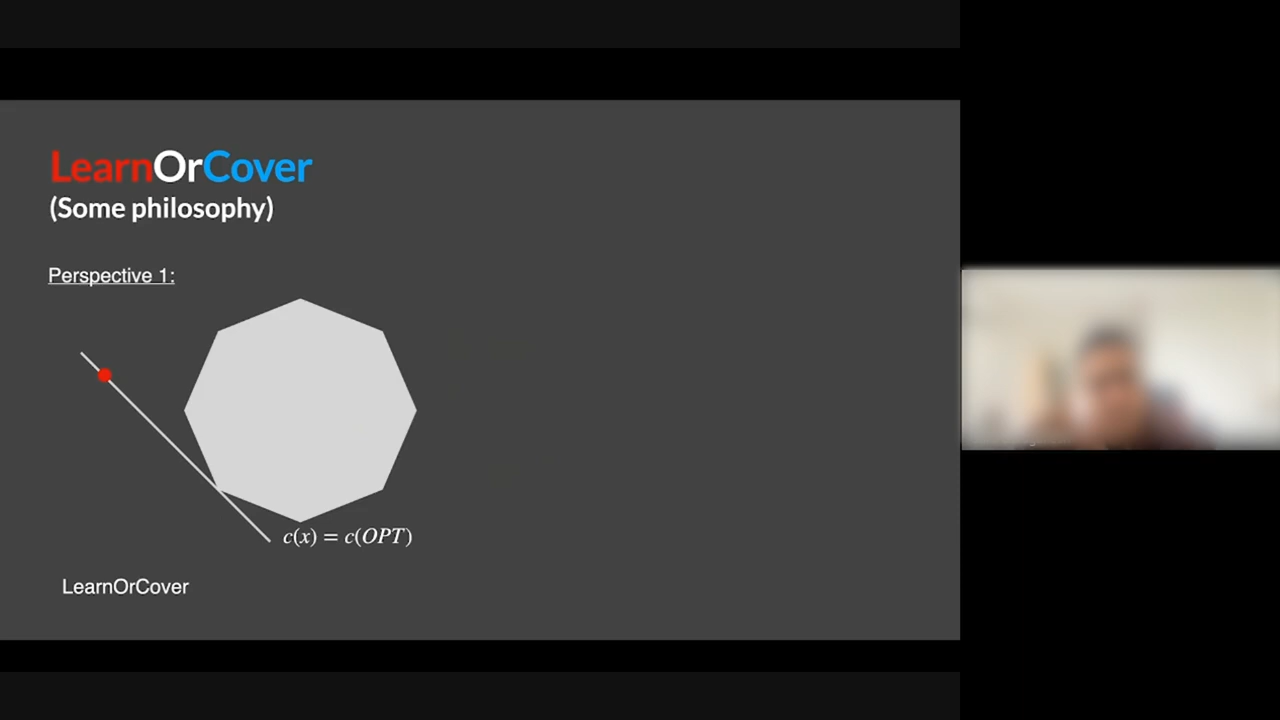 LearnOrCover
(Some philosophy)
Perspective 1:
c(x) = c(OPT)
LearnOrCover